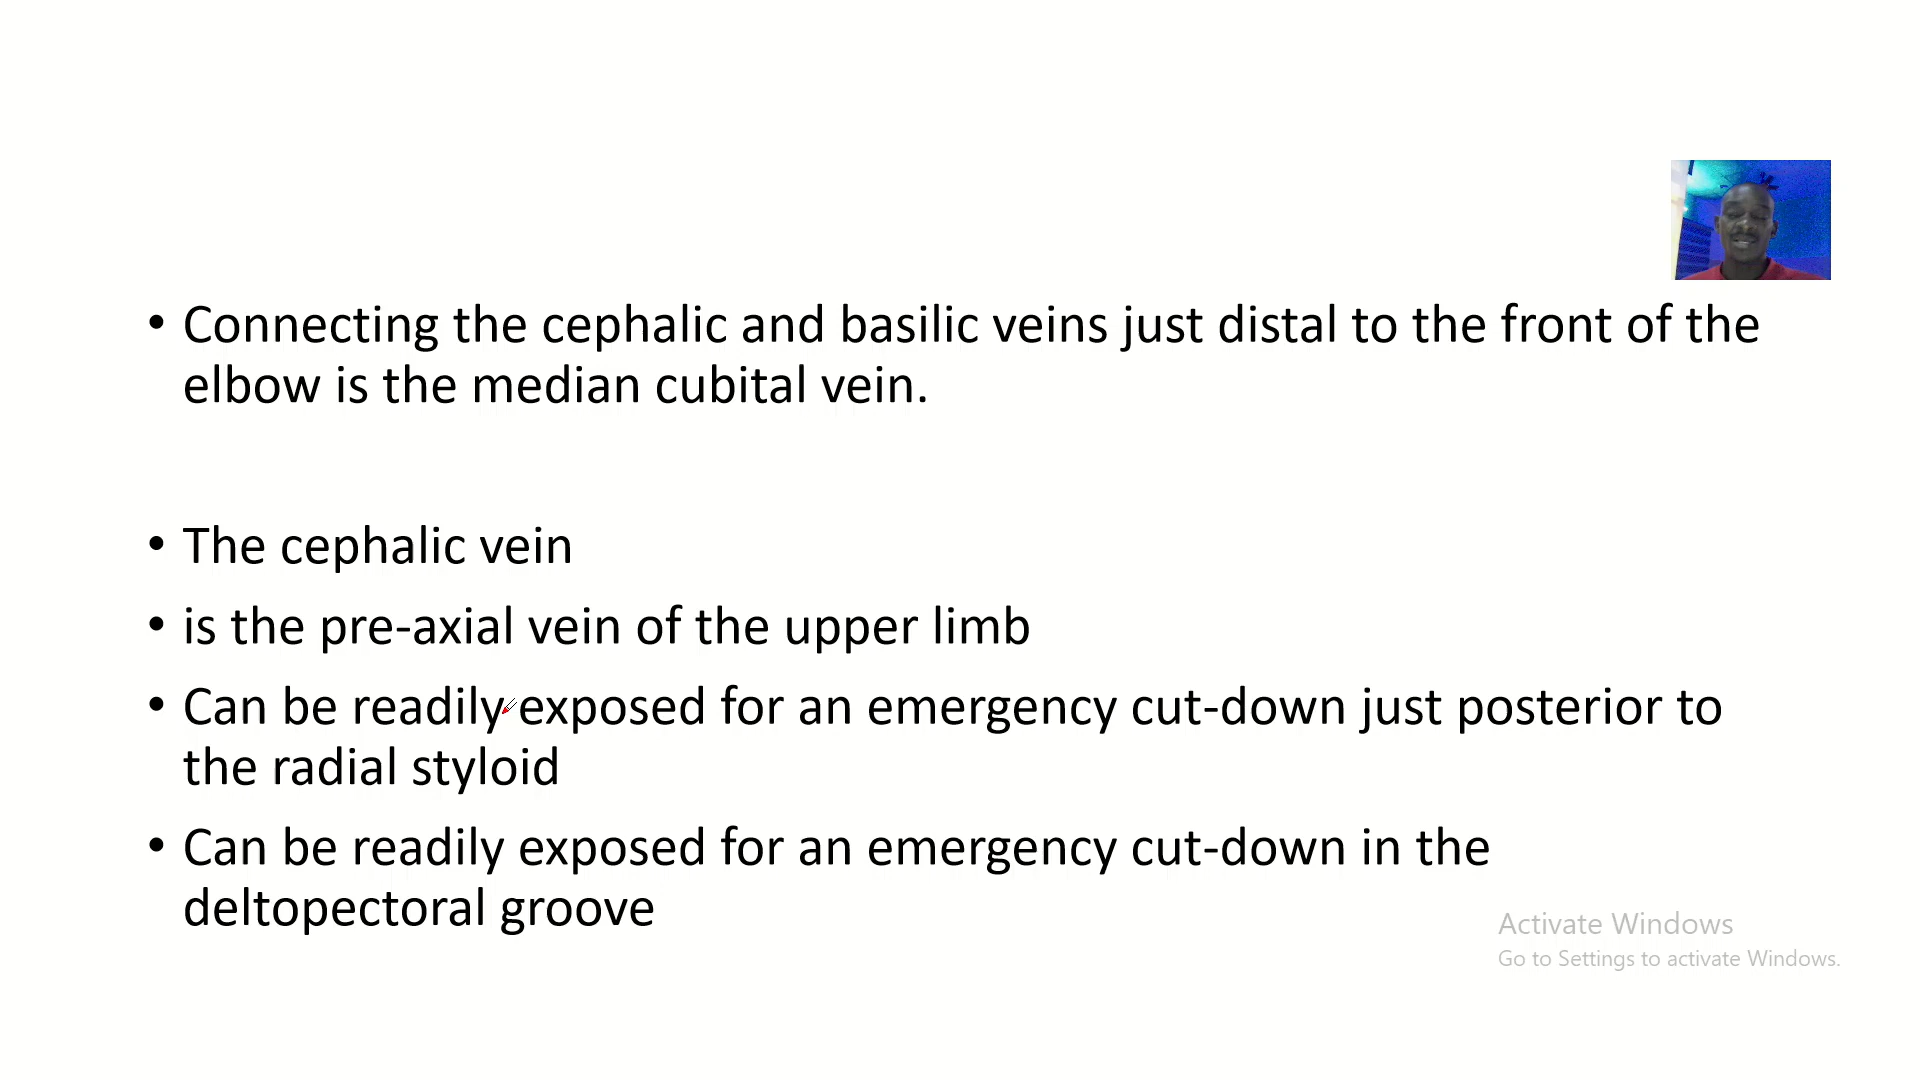 • Connecting the cephalic and basilic veins just distal to the front of the
elbow is the median cubital vein.
• The cephalic vein
• is the pre-axial vein of the upper limb
• Can be readily exposed for an emergency cut-down just posterior to
the radial styloid
• Can be readily exposed for an emergency cut-down in the
deltopectoral groove
Activate Windows
Go to Settings to activate Windows.